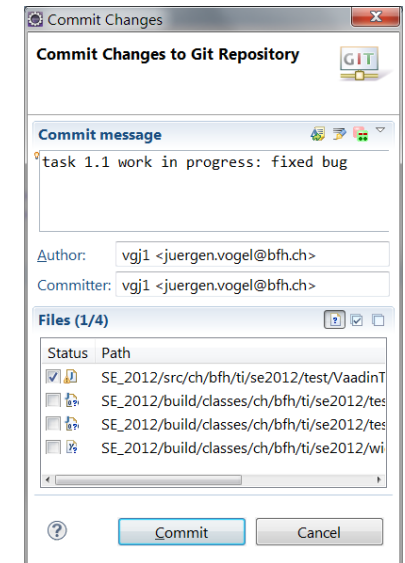 Commit Changes
Commit Changes to Git Repository
GIT
Commit message
task 1.1 work in progress: fixed bug
Author: vgj1 <juergen.vogel@bfh.ch>
Committer: vgj1 <juergen.vogel@bfh.ch>
Files (1/4)
Status Path
SE_2012/src/ch/bfh/ti/se2012/test/VaadinT
SE_2012/build/classes/ch/bfh/ti/se2012/tes
SE_2012/build/classes/ch/bfh/ti/se2012/tes
SE_2012/build/classes/ch/bfh/ti/se2012/wi
Commit Cancel